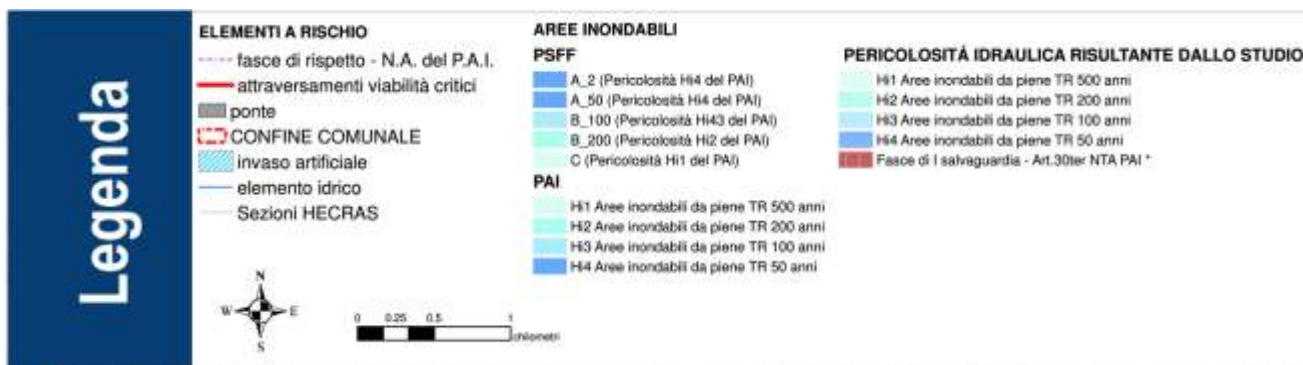 Legenda
ELEMENTI A RISCHIO
fasce di rispetto - N.A. del P.A.I.
attraversamenti viabilità critici
ponte
CONFINE COMUNALE
invaso artificiale
elemento idrico
Sezioni HECRAS
N
W E
S
0 0.25 0.5 1
chilometri
AREE INONDABILI
PSFF
A_2 (Pericolosità Hi4 del PAI)
A_50 (Pericolosità Hi4 del PAI)
B_100 (Pericolosità Hi43 del PAI)
B_200 (Pericolosità Hi2 del PAI)
C (Pericolosità Hi1 del PAI)
PAI
Hi1 Aree inondabili da piene TR 500 anni
Hi2 Aree inondabili da piene TR 200 anni
Hi3 Aree inondabili da piene TR 100 anni
Hi4 Aree inondabili da piene TR 50 anni
PERICOLOSITÁ IDRAULICA RISULTANTE DALLO STUDIO
Hi1 Aree inondabili da piene TR 500 anni
Hi2 Aree inondabili da piene TR 200 anni
Hi3 Aree inondabili da piene TR 100 anni
Hi4 Aree inondabili da piene TR 50 anni
Fasce di I salvaguardia - Art.30ter NTA PAI *